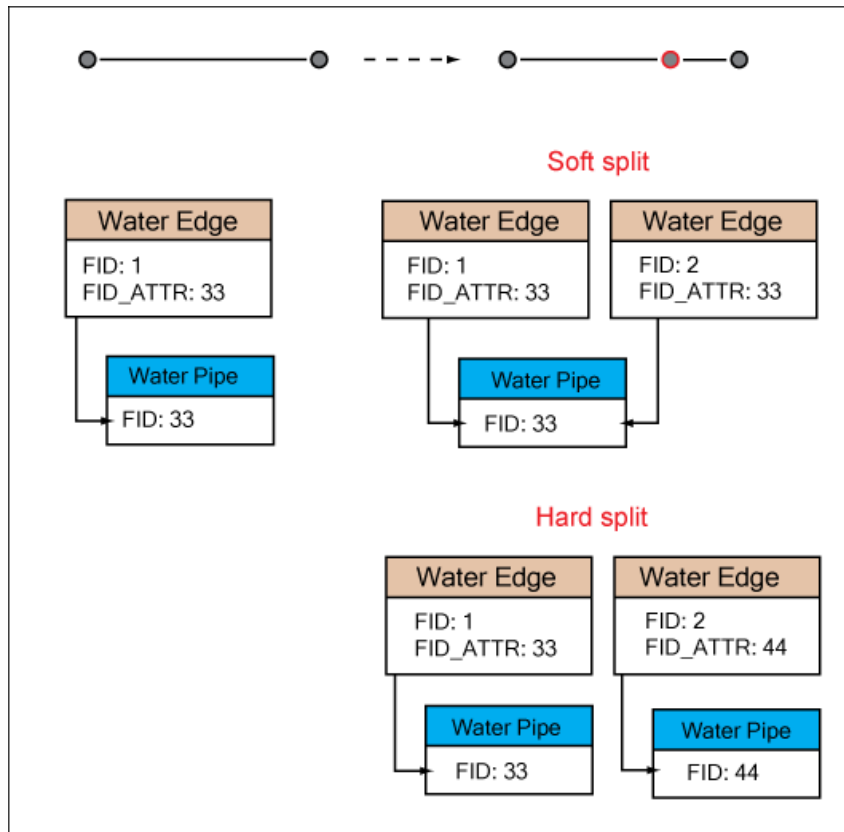 Soft split
Water Edge
FID: 1
FID_ATTR: 33
Water Pipe
FID: 33
Water Edge
FID: 1
FID_ATTR: 33
Water Edge
FID: 2
FID_ATTR: 33
Water Pipe
FID: 33
Hard split
Water Edge
FID: 1
FID_ATTR: 33
Water Pipe
FID: 33
Water Edge
FID: 2
FID_ATTR: 44
Water Pipe
FID: 44